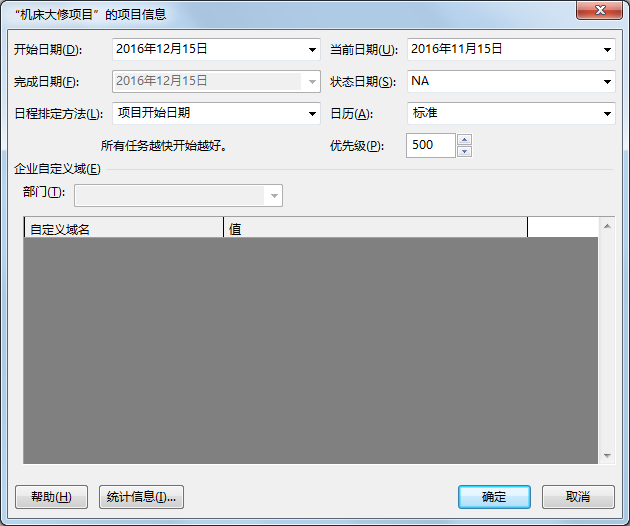 “机床大修项目”的项目信息
开始日期(D): 2016年12月15日 当前日期(U): 2016年11月15日
完成日期(F): 2016年12月15日 状态日期(S): NA
日程排定方法(L): 项目开始日期 日历(A): 标准
所有任务越快开始越好。 优先级(P): 500
企业自定义域(E)
部门(T):
自定义域名 值
帮助(H) 统计信息(I)... 确定 取消